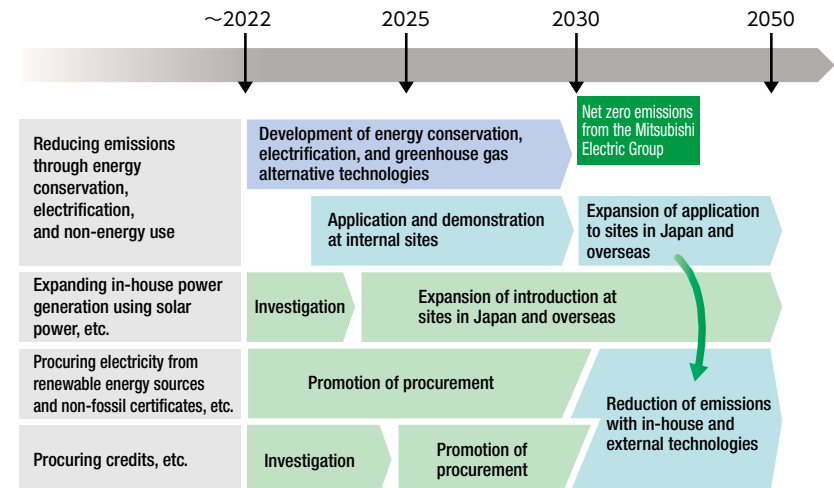 ～2022
2025
2030
2050
Net zero emissions
from the Mitsubishi
Electric Group
Reducing emissions
through energy
conservation,
electrification,
and non-energy use
Development of energy conservation,
electrification, and greenhouse gas
alternative technologies
Application and demonstration
at internal sites
Expansion of application
to sites in Japan and
overseas
Expanding in-house power
generation using solar
power, etc.
Investigation
Expansion of introduction at
sites in Japan and overseas
Procuring electricity from
renewable energy sources
and non-fossil certificates, etc.
Promotion of procurement
Reduction of emissions
with in-house and
external technologies
Procuring credits, etc.
Investigation
Promotion of
procurement